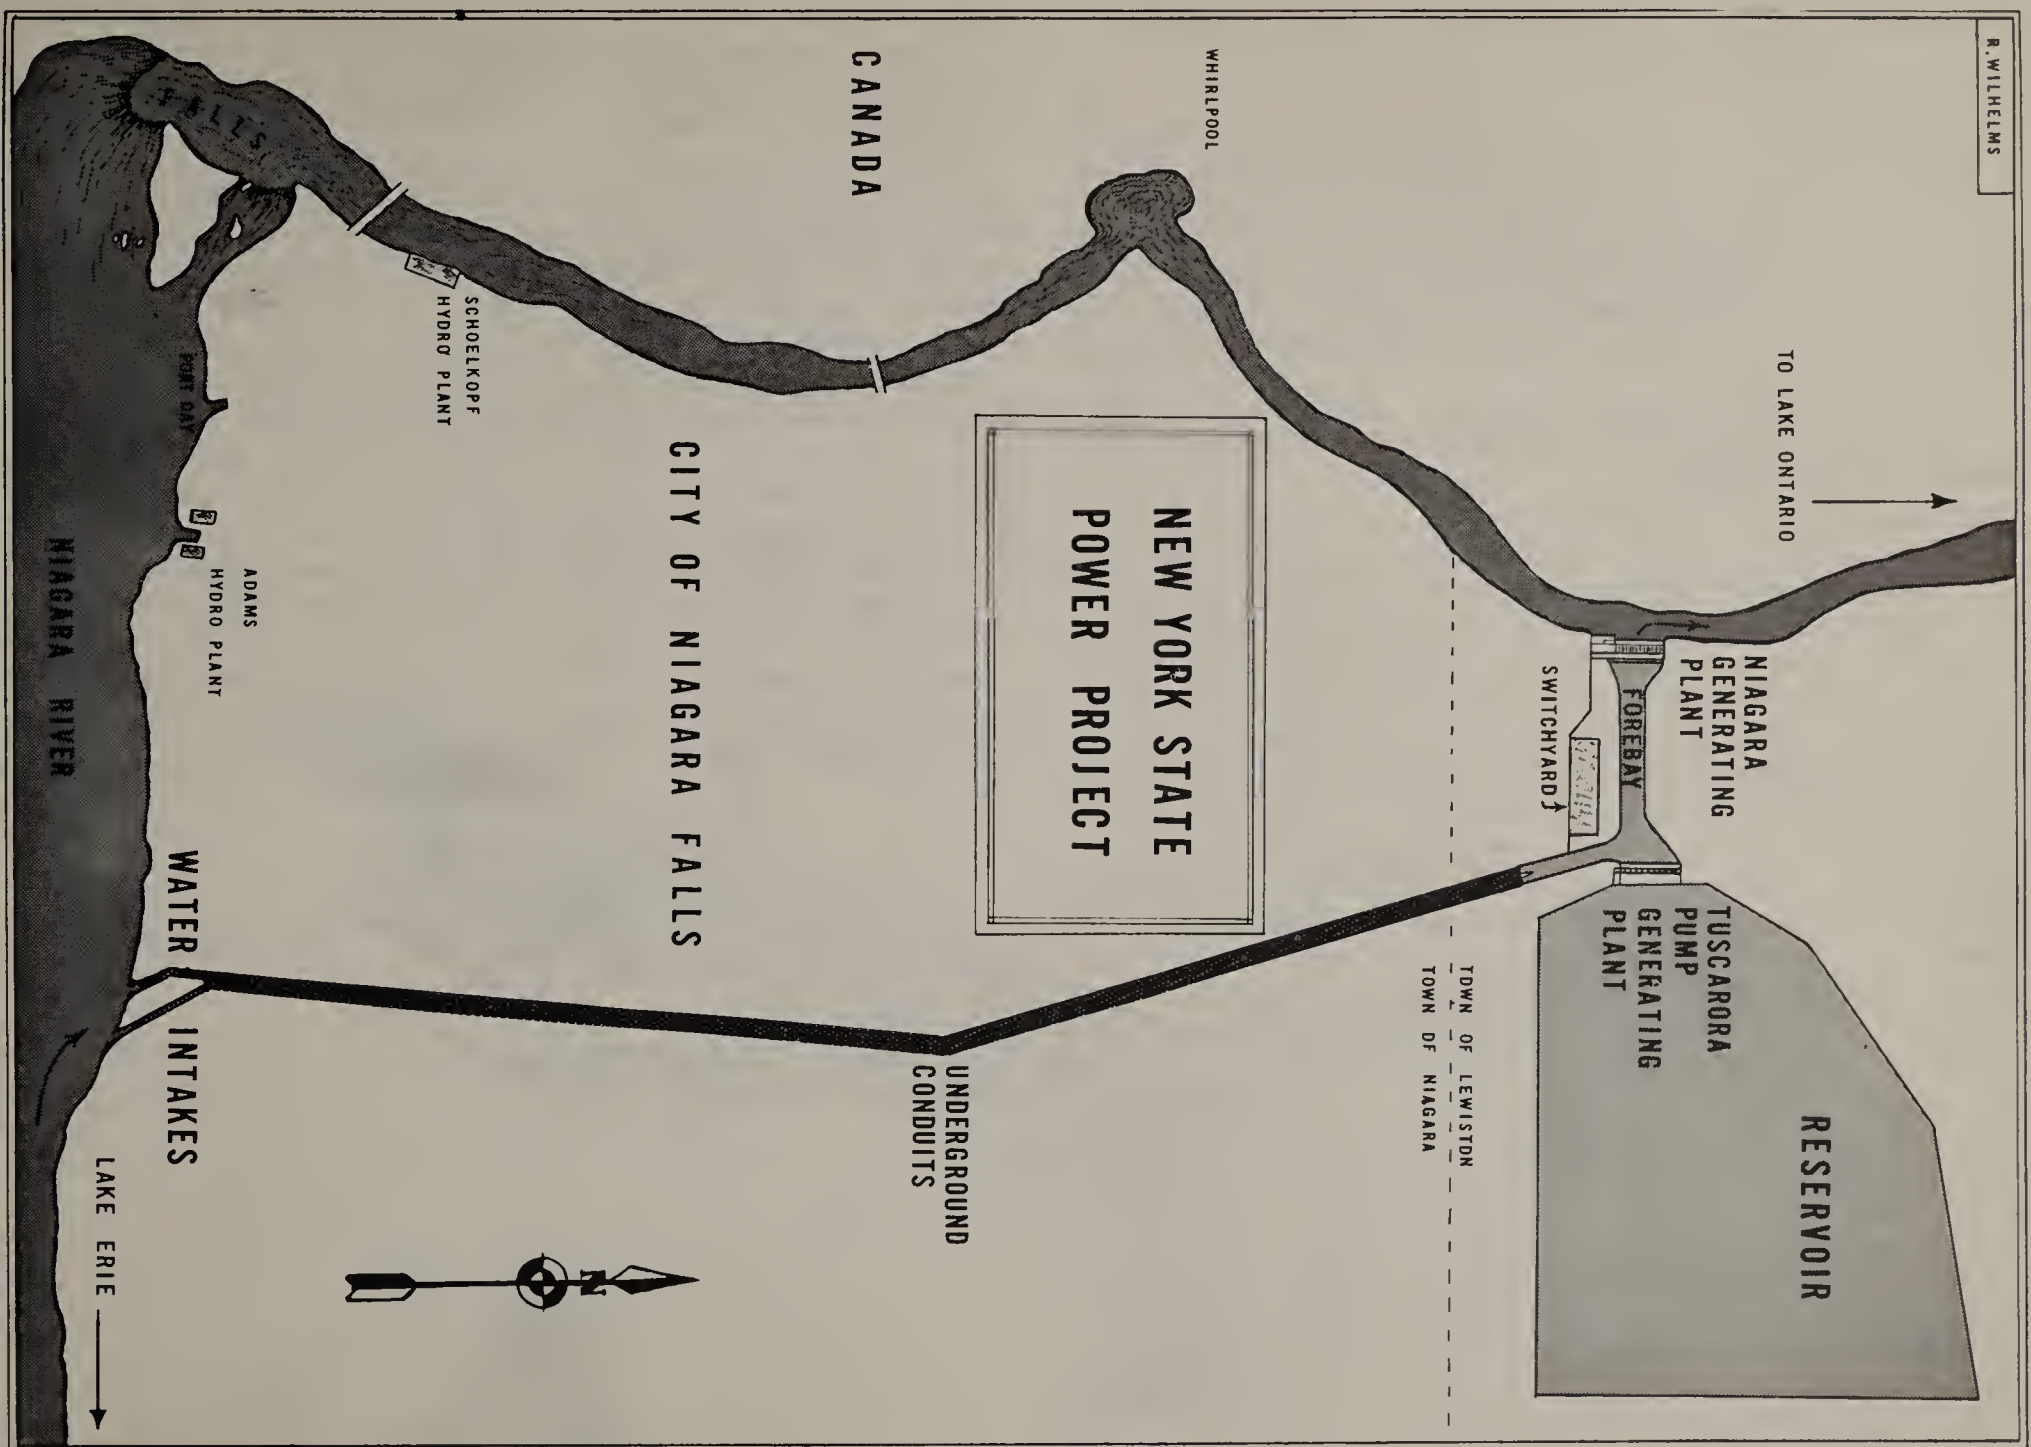 R. WILHELMS
TO LAKE ONTARIO
RESERVOIR
NIAGARA
GENERATING
PLANT
TUSCARORA
PUMP
GENERATING
PLANT
FOREBAY
SWITCHYARD
TOWN OF LEWISTON
TOWN OF NIAGARA
WHIRLPOOL
NEW YORK STATE
POWER PROJECT
UNDERGROUND
CONDUITS
CANADA
CITY OF NIAGARA FALLS
N
SCHOELKOPF
HYDRO PLANT
FALLS
ADAMS
HYDRO PLANT
PORT DAY
WATER INTAKES
LAKE ERIE
NIAGARA RIVER